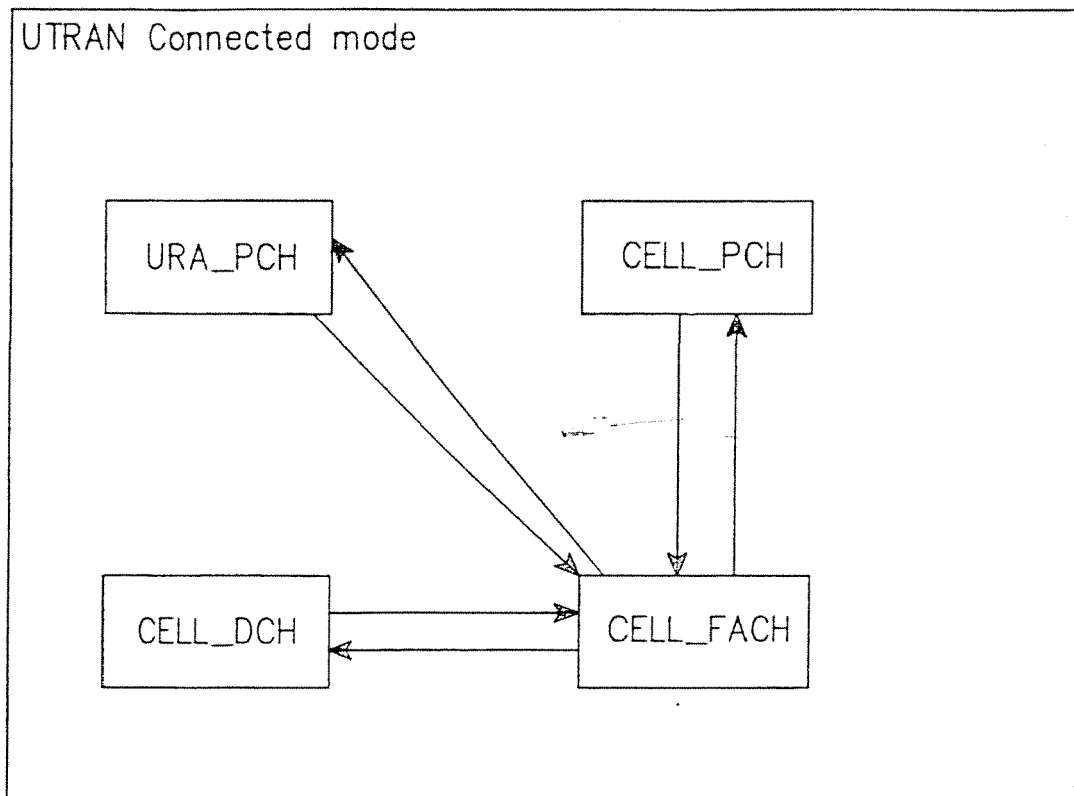 UTRAN Connected mode
URA_PCH
CELL_PCH
CELL_DCH
CELL_FACH